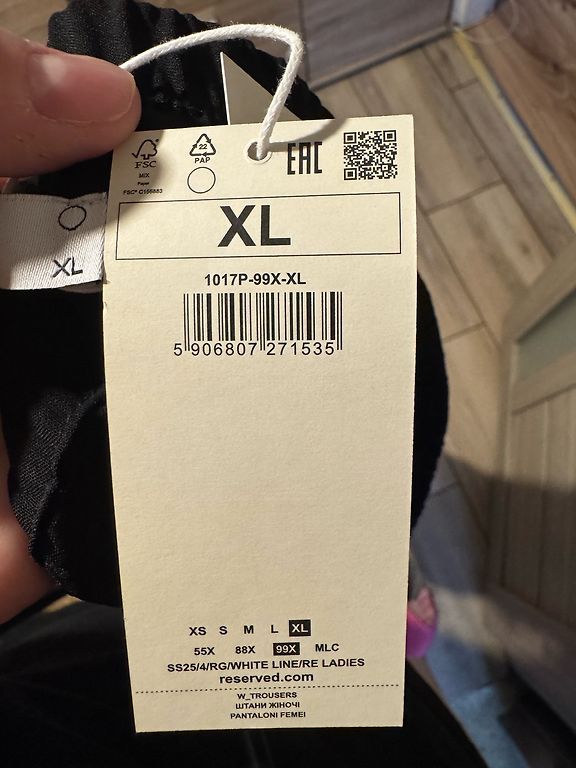 FSC
MIX
Paper
FSC® C156883
22
PAP
EAC
XL
XL
1017P-99X-XL
5 906807 271535
XS S M L XL
55X 88X 99X MLC
SS25/4/RG/WHITE LINE/RE LADIES
reserved.com
W_TROUSERS
ШТАНИ ЖІНОЧІ
PANTALONI FEMEI